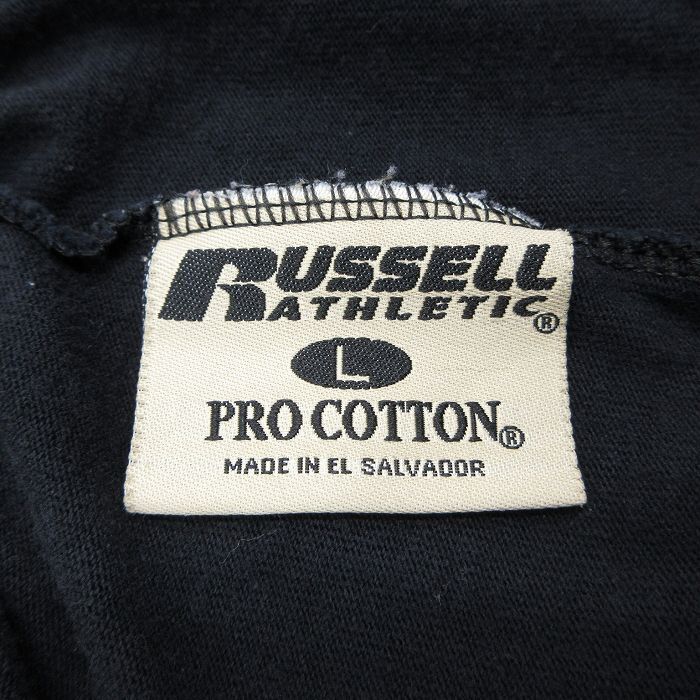 RUSSELL
ATHLETIC®
L
PRO COTTON®
MADE IN EL SALVADOR